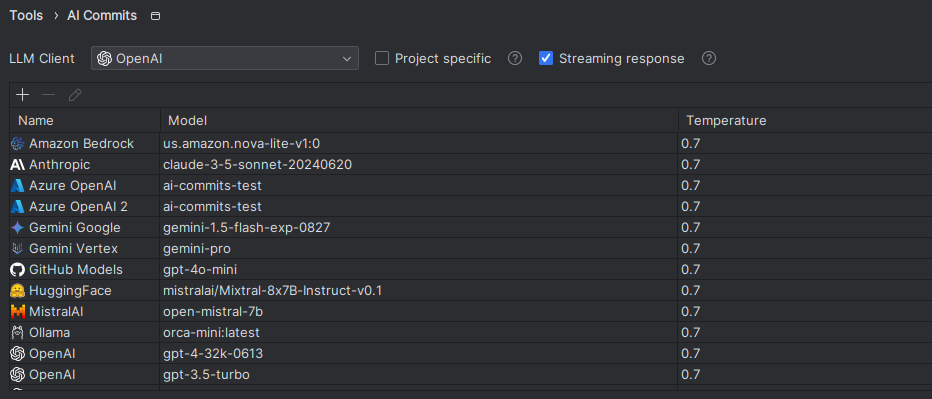 Tools › AI Commits
LLM Client OpenAI Project specific ? Streaming response ?
Name Model Temperature
Amazon Bedrock us.amazon.nova-lite-v1:0 0.7
Anthropic claude-3-5-sonnet-20240620 0.7
Azure OpenAI ai-commits-test 0.7
Azure OpenAI 2 ai-commits-test 0.7
Gemini Google gemini-1.5-flash-exp-0827 0.7
Gemini Vertex gemini-pro 0.7
GitHub Models gpt-4o-mini 0.7
HuggingFace mistralai/Mixtral-8x7B-Instruct-v0.1 0.7
MistralAI open-mistral-7b 0.7
Ollama orca-mini:latest 0.7
OpenAI gpt-4-32k-0613 0.7
OpenAI gpt-3.5-turbo 0.7